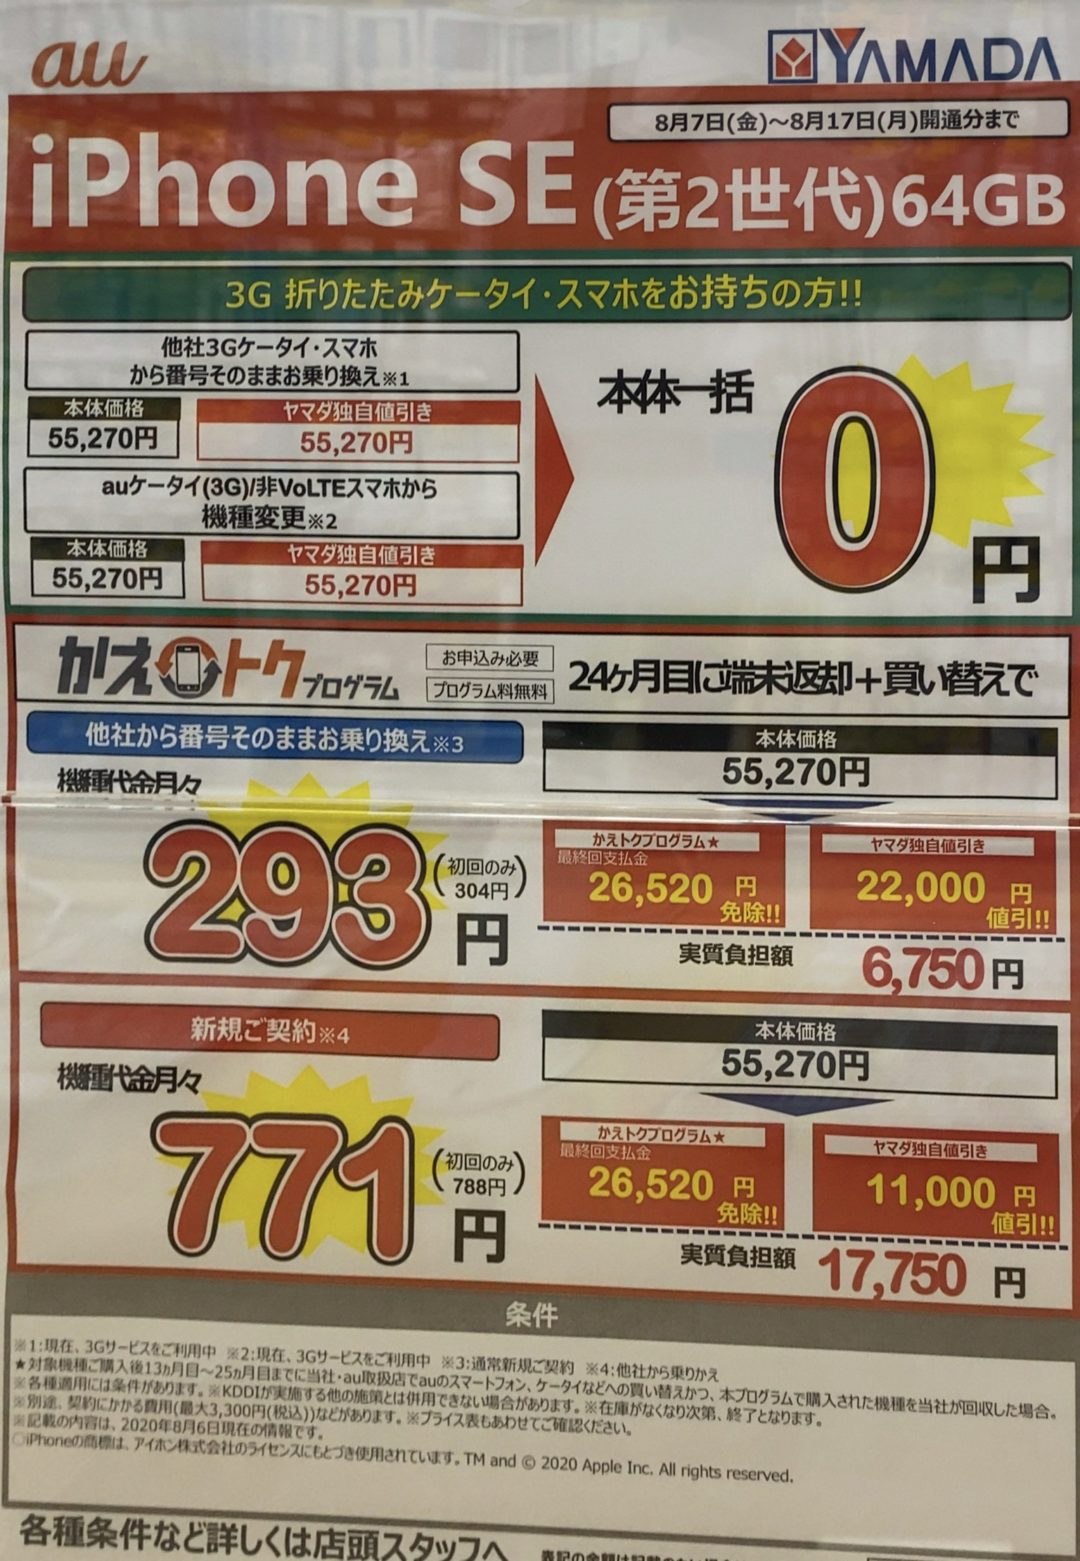 au
YAMADA
8月7日(金)～8月17日(月)開通分まで
iPhone SE (第2世代)64GB
3G 折りたたみケータイ・スマホをお持ちの方!!
他社3Gケータイ・スマホ
から番号そのままお乗り換え※1
本体価格
55,270円
ヤマダ独自値引き
55,270円
auケータイ(3G)/非VoLTEスマホから
機種変更※2
本体価格
55,270円
ヤマダ独自値引き
55,270円
本体一括
0円
かえトクプログラム
お申込み必要
プログラム料無料
24ヶ月目に端末返却＋買い替えで
他社から番号そのままお乗り換え※3
機種代金月々
293円
(初回のみ
304円)
本体価格
55,270円
かえトクプログラム★
最終回支払金
26,520円
免除!!
ヤマダ独自値引き
22,000円
値引!!
実質負担額 6,750円
新規ご契約※4
機種代金月々
771円
(初回のみ
788円)
本体価格
55,270円
かえトクプログラム★
最終回支払金
26,520円
免除!!
ヤマダ独自値引き
11,000円
値引!!
実質負担額 17,750円
条件
※1:現在、3Gサービスをご利用中 ※2:現在、3Gサービスをご利用中 ※3:通常新規ご契約 ※4:他社から乗りかえ
★対象機種ご購入後13ヵ月目～25ヵ月目までに当社・au取扱店でauのスマートフォン、ケータイなどへの買い替えかつ、本プログラムで購入された機種を当社が回収した場合。
※各種適用には条件があります。※KDDIが実施する他の施策とは併用できない場合があります。※在庫がなくなり次第、終了となります。
※別途、契約にかかる費用(最大3,300円(税込))などがあります。※プライス表もあわせてご確認ください。
※記載の内容は、2020年8月6日現在の情報です。
○iPhoneの商標は、アイホン株式会社のライセンスにもとづき使用されています。TM and © 2020 Apple Inc. All rights reserved.
各種条件など詳しくは店頭スタッフへ